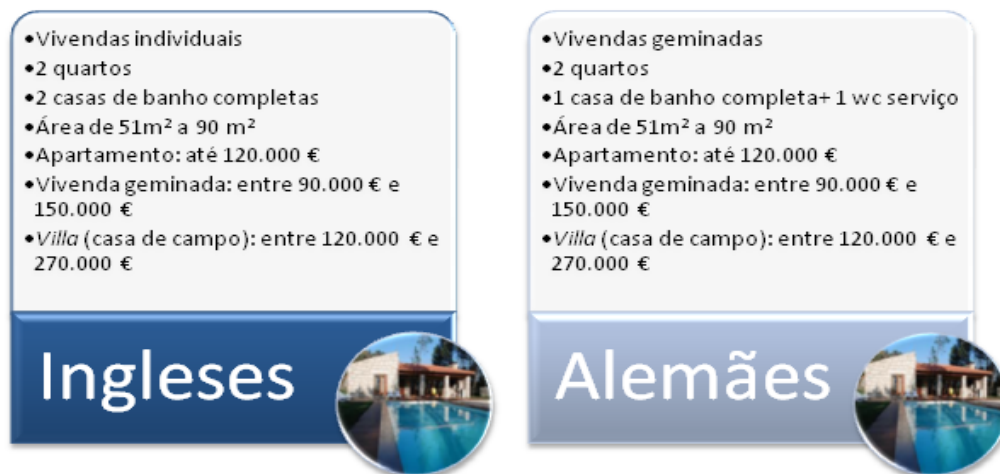 •Vivendas individuais
•2 quartos
•2 casas de banho completas
•Área de 51m² a 90 m²
•Apartamento: até 120.000 €
•Vivenda geminada: entre 90.000 € e
150.000 €
•Villa (casa de campo): entre 120.000 € e
270.000 €
Ingleses
•Vivendas geminadas
•2 quartos
•1 casa de banho completa+ 1 wc serviço
•Área de 51m² a 90 m²
•Apartamento: até 120.000 €
•Vivenda geminada: entre 90.000 € e
150.000 €
•Villa (casa de campo): entre 120.000 € e
270.000 €
Alemães